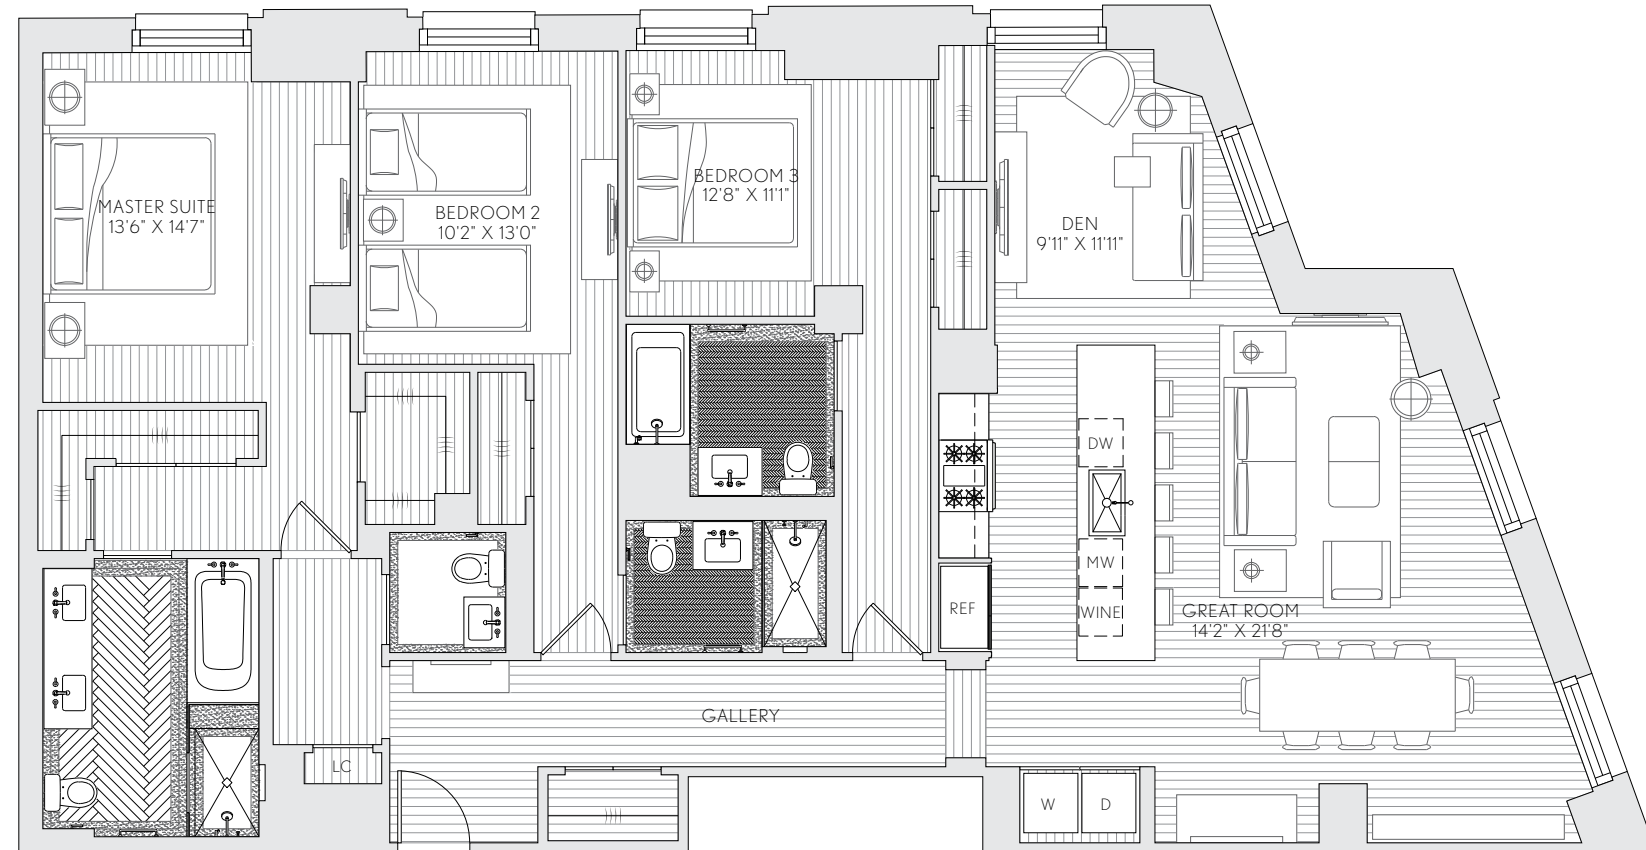 MASTER SUITE
13'6" X 14'7"
BEDROOM 2
10'2" X 13'0"
BEDROOM 3
12'8" X 11'1"
DEN
9'11" X 11'11"
DW
MW
WINE
REF
GREAT ROOM
14'2" X 21'8"
GALLERY
LC
W
D